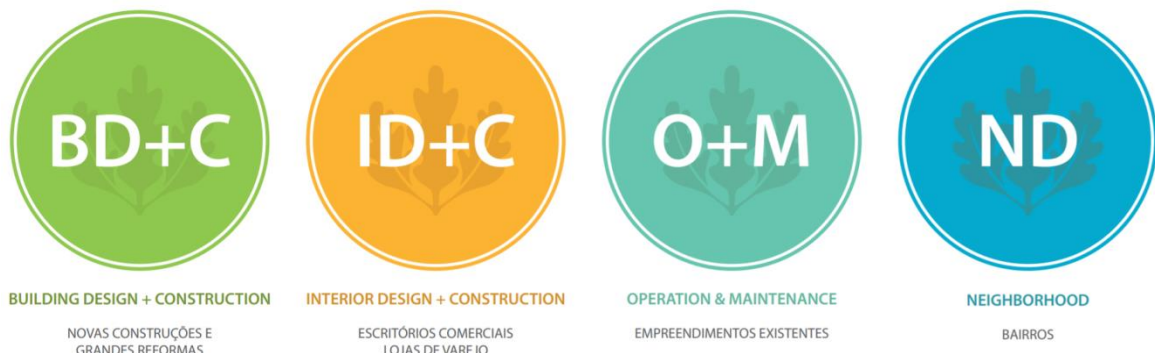 BD+C
ID+C
O+M
ND
BUILDING DESIGN + CONSTRUCTION
INTERIOR DESIGN + CONSTRUCTION
OPERATION & MAINTENANCE
NEIGHBORHOOD
NOVAS CONSTRUÇÕES E
GRANDES REFORMAS
ESCRITÓRIOS COMERCIAIS
LOJAS DE VAREJO
EMPREENDIMENTOS EXISTENTES
BAIRROS